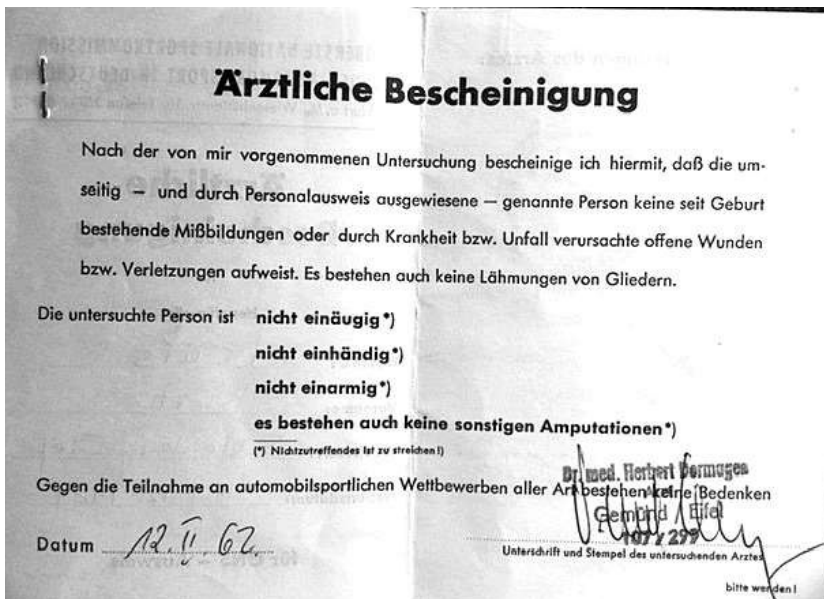 Ärztliche Bescheinigung
Nach der von mir vorgenommenen Untersuchung bescheinige ich hiermit, daß die um-
seitig – und durch Personalausweis ausgewiesene – genannte Person keine seit Geburt
bestehende Mißbildungen oder durch Krankheit bzw. Unfall verursachte offene Wunden
bzw. Verletzungen aufweist. Es bestehen auch keine Lähmungen von Gliedern.
Die untersuchte Person ist nicht einäugig*)
nicht einhändig*)
nicht einarmig*)
es bestehen auch keine sonstigen Amputationen*)
(*) Nichtzutreffendes ist zu streichen!)
Dr. med. Herbert Dermagen
Gegen die Teilnahme an automobilsportlichen Wettbewerben aller Art bestehen keine Bedenken
Gemünd / Eifel
107 / 299
Datum 12. II. 62.
Unterschrift und Stempel des untersuchenden Arztes
bitte wenden!